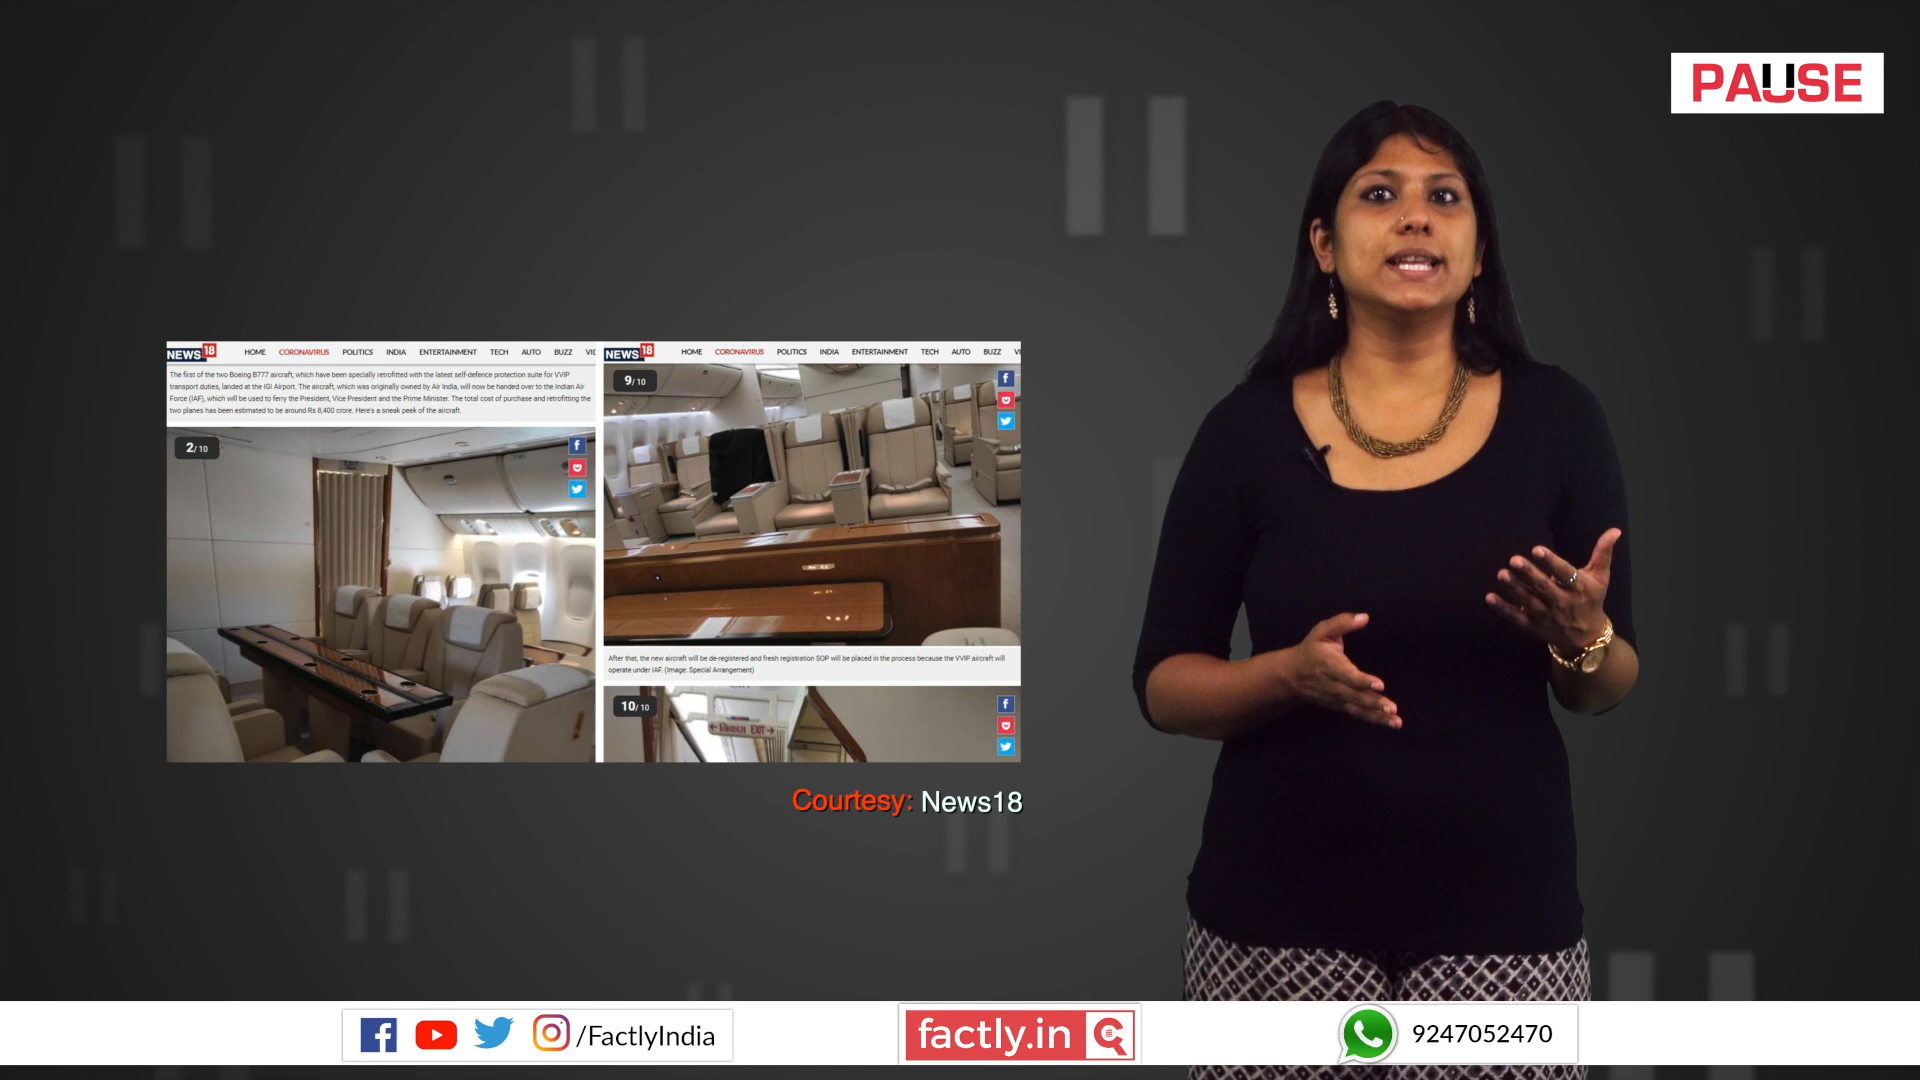 PAUSE
NEWS 18
HOME CORONAVIRUS POLITICS INDIA ENTERTAINMENT TECH AUTO BUZZ VID
The first of the two Boeing B777 aircraft, which have been specially retrofitted with the latest self-defence protection suite for VVIP
transport duties, landed at the IGI Airport. The aircraft, which was originally owned by Air India, will now be handed over to the Indian Air
Force (IAF), which will be used to ferry the President, Vice President and the Prime Minister. The total cost of purchase and retrofitting the
two planes has been estimated to be around Rs 8,400 crore. Here's a sneak peek of the aircraft.
2/10
NEWS 18
HOME CORONAVIRUS POLITICS INDIA ENTERTAINMENT TECH AUTO BUZZ VI
9/10
After that, the new aircraft will be de-registered and fresh registration SOP will be placed in the process because the VVIP aircraft will
operate under IAF. (Image: Special Arrangement)
10/10
निकास EXIT
Courtesy: News18
/FactlyIndia
factly.in
9247052470